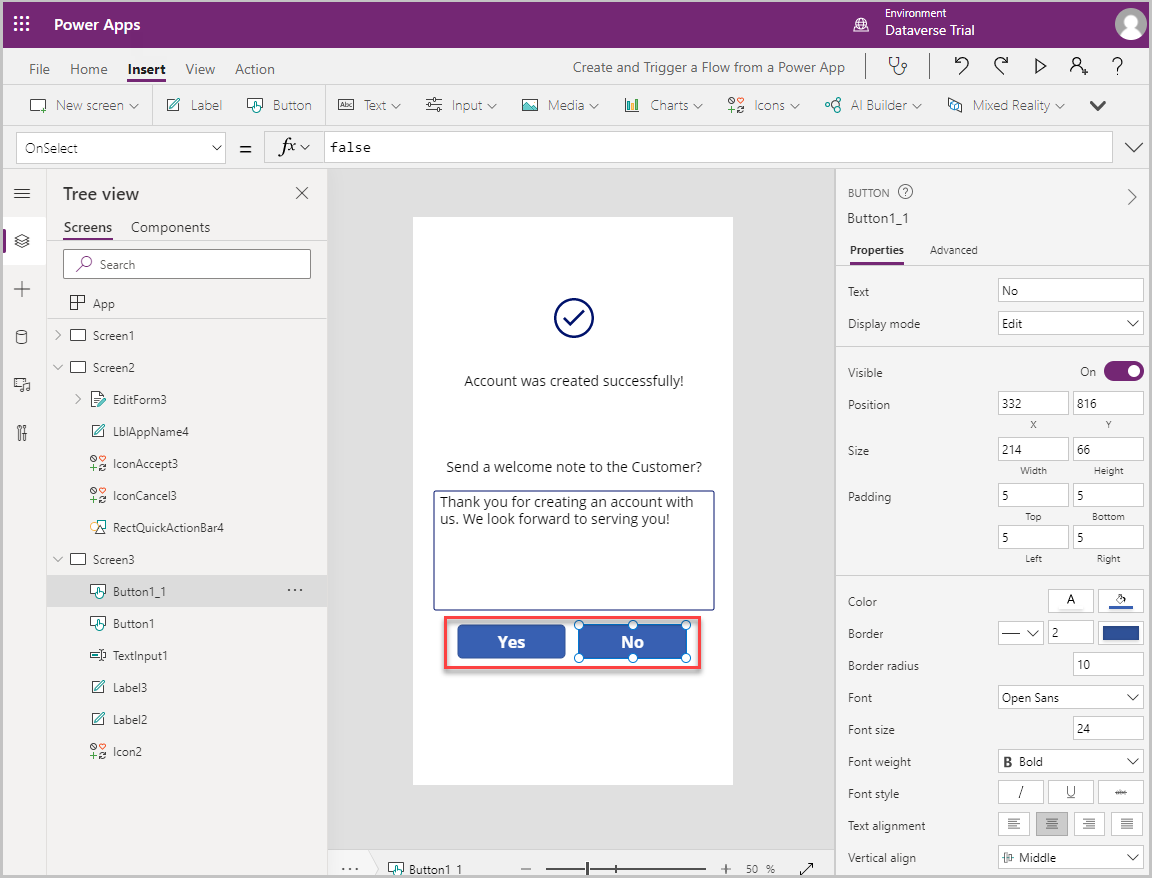 Power Apps
Environment
Dataverse Trial
File Home Insert View Action
Create and Trigger a Flow from a Power App
?
New screen Label Button Abc Text Input Media Charts Icons AI Builder Mixed Reality
OnSelect = fx false
Tree view
Screens Components
Search
App
Screen1
Screen2
EditForm3
LblAppName4
IconAccept3
IconCancel3
RectQuickActionBar4
Screen3
Button1_1 ...
Button1
TextInput1
Label3
Label2
Icon2
Account was created successfully!
Send a welcome note to the Customer?
Thank you for creating an account with
us. We look forward to serving you!
Yes No
... Button1_1 − + 50 %
BUTTON ?
Button1_1
Properties Advanced
Text No
Display mode Edit
Visible On
Position 332 816
X Y
Size 214 66
Width Height
Padding 5 5
Top Bottom
5 5
Left Right
Color A
Border 2
Border radius 10
Font Open Sans
Font size 24
Font weight B Bold
Font style / U abc
Text alignment
Vertical align Middle